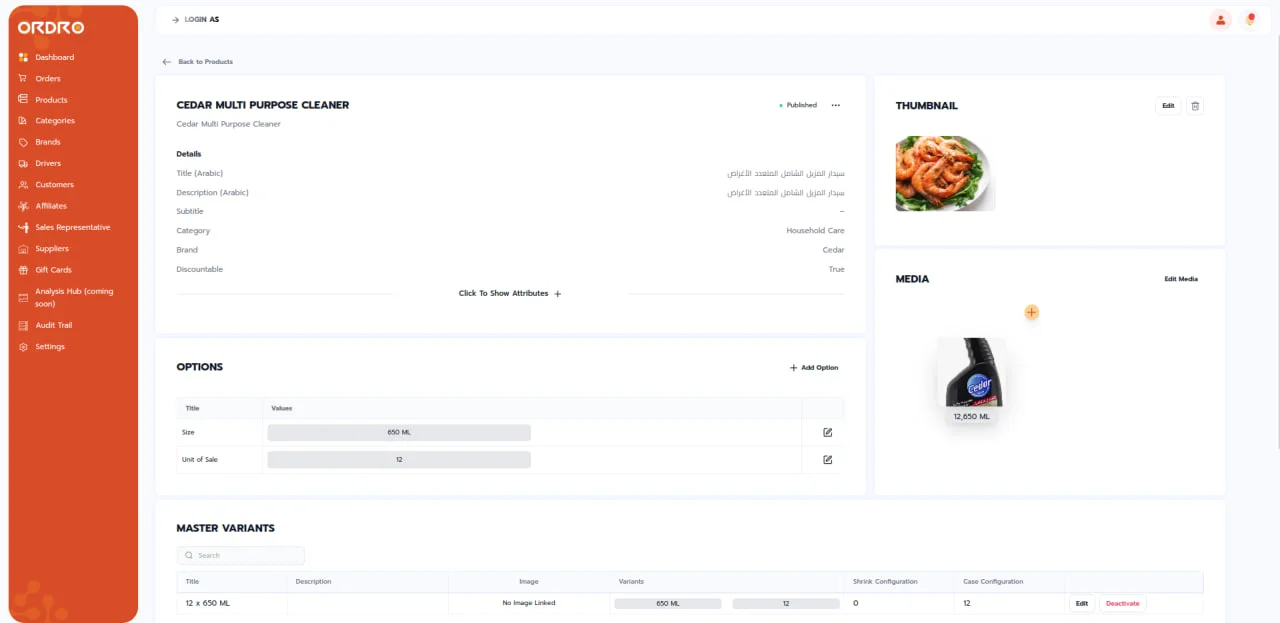 ORDRO
Dashboard
Orders
Products
Categories
Brands
Drivers
Customers
Affiliates
Sales Representative
Suppliers
Gift Cards
Analysis Hub (coming
soon)
Audit Trail
Settings
LOGIN AS
Back to Products
CEDAR MULTI PURPOSE CLEANER
Published
Cedar Multi Purpose Cleaner
Details
Title (Arabic) سيدار المزيل الشامل المتعدد الأغراض
Description (Arabic) سيدار المزيل الشامل المتعدد الأغراض
Subtitle –
Category Household Care
Brand Cedar
Discountable True
Click To Show Attributes +
THUMBNAIL
Edit
MEDIA
Edit Media
Cedar
12,650 ML
OPTIONS
+ Add Option
Title Values
Size 650 ML
Unit of Sale 12
MASTER VARIANTS
Search
Title Description Image Variants Shrink Configuration Case Configuration
12 x 650 ML No Image Linked 650 ML 12 0 12 Edit Deactivate